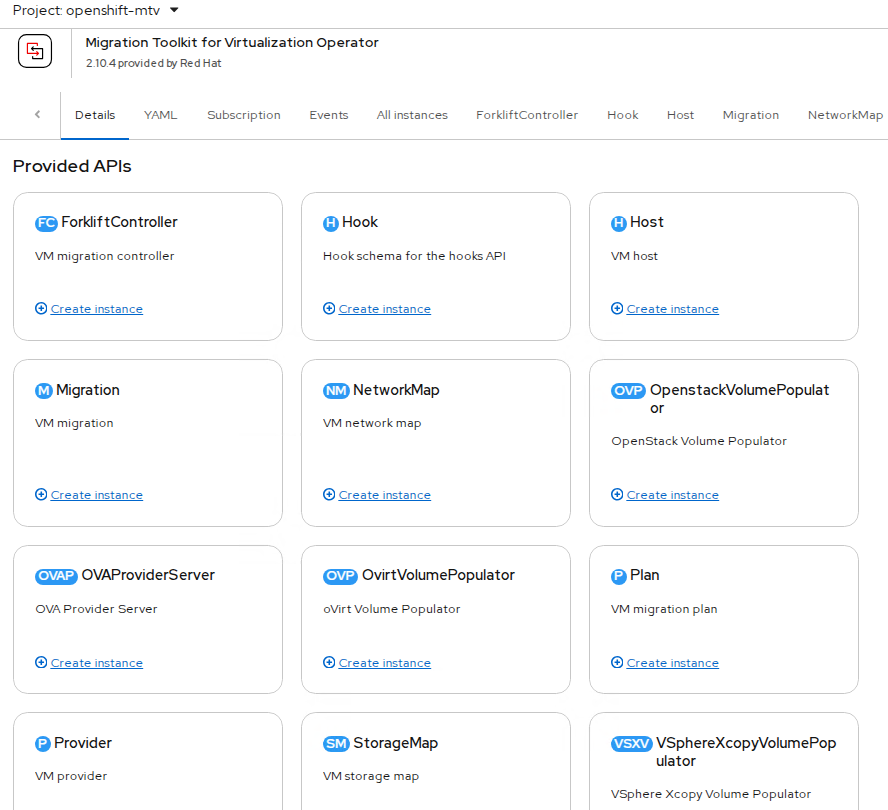 Project: openshift-mtv
Migration Toolkit for Virtualization Operator
2.10.4 provided by Red Hat
Details YAML Subscription Events All instances ForkliftController Hook Host Migration NetworkMap
Provided APIs
FC ForkliftController
VM migration controller
Create instance
H Hook
Hook schema for the hooks API
Create instance
H Host
VM host
Create instance
M Migration
VM migration
Create instance
NM NetworkMap
VM network map
Create instance
OVP OpenstackVolumePopulat
or
OpenStack Volume Populator
Create instance
OVAP OVAProviderServer
OVA Provider Server
Create instance
OVP OvirtVolumePopulator
oVirt Volume Populator
Create instance
P Plan
VM migration plan
Create instance
P Provider
VM provider
SM StorageMap
VM storage map
VSXV VSphereXcopyVolumePop
ulator
VSphere Xcopy Volume Populator